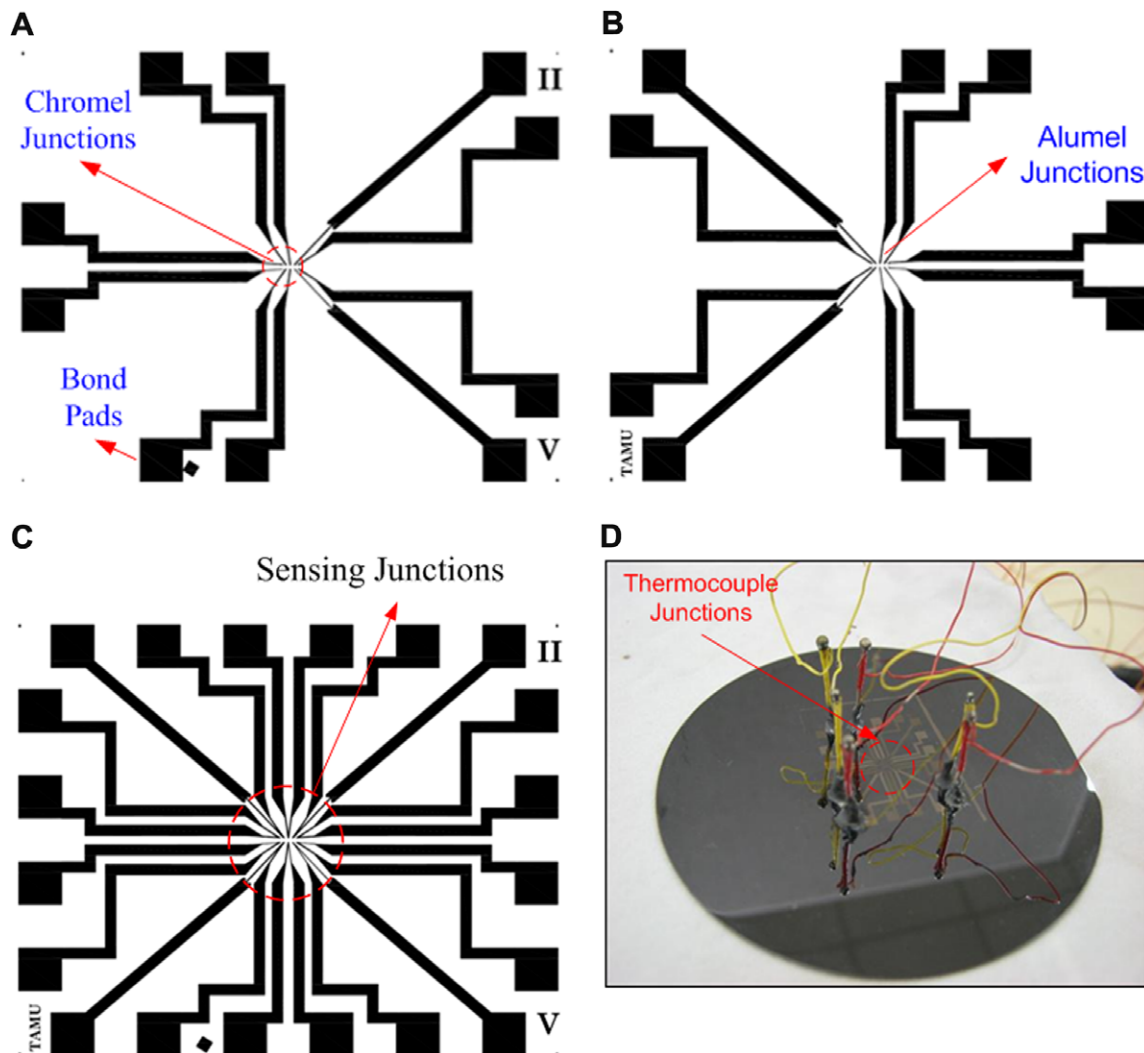 A
II
Chromel
Junctions
Bond
Pads
V
B
Alumel
Junctions
TAMU
C
Sensing Junctions
II
TAMU
V
D
Thermocouple
Junctions